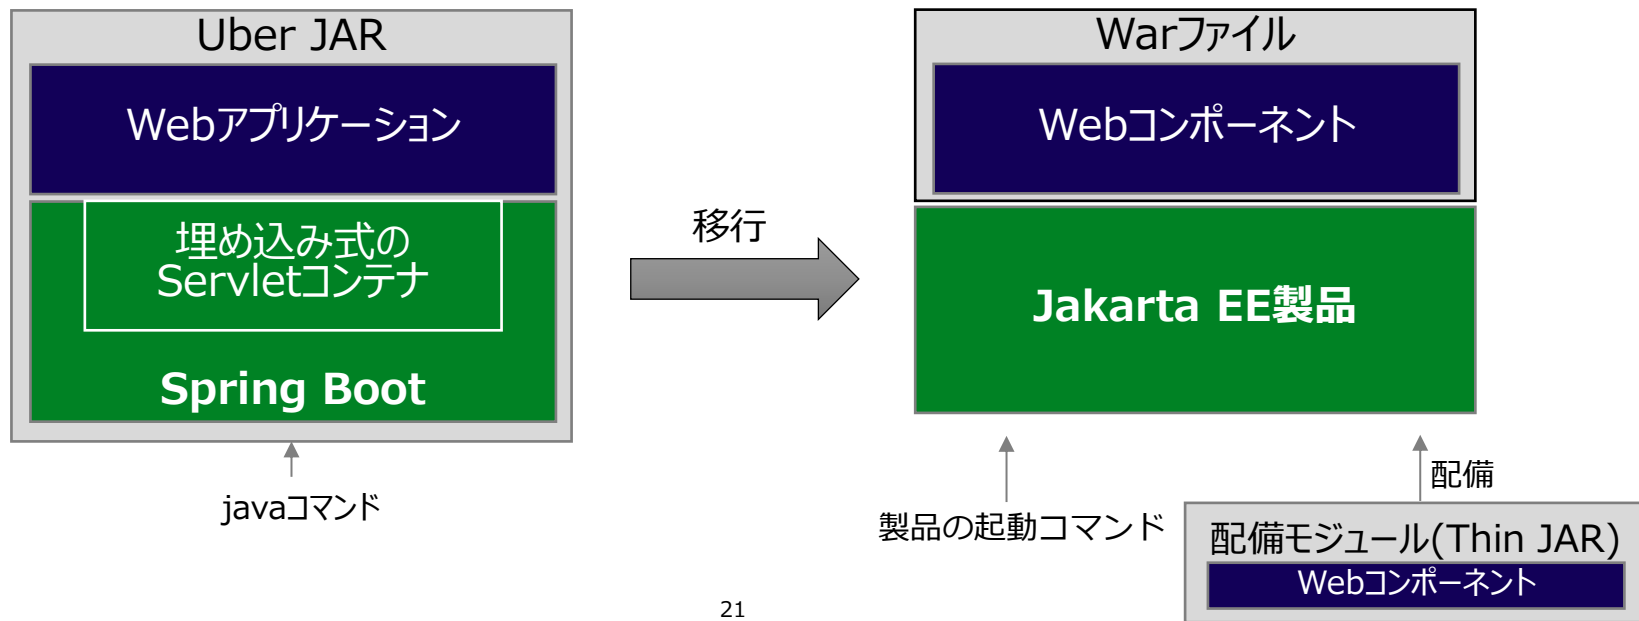 Uber JAR
Webアプリケーション
埋め込み式の
Servletコンテナ
Spring Boot
javaコマンド
移行
Warファイル
Webコンポーネント
Jakarta EE製品
製品の起動コマンド
配備
配備モジュール(Thin JAR)
Webコンポーネント
21